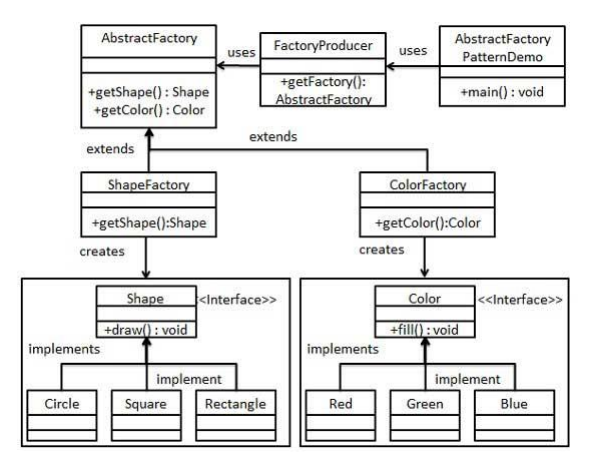 AbstractFactory
+getShape() : Shape
+getColor() : Color
uses
FactoryProducer
+getFactory():
AbstractFactory
uses
AbstractFactory
PatternDemo
+main() : void
extends
extends
ShapeFactory
+getShape():Shape
ColorFactory
+getColor():Color
creates
creates
Shape
<<Interface>>
+draw() : void
implements
implement
Circle
Square
Rectangle
Color
<<Interface>>
+fill() : void
implements
implement
Red
Green
Blue